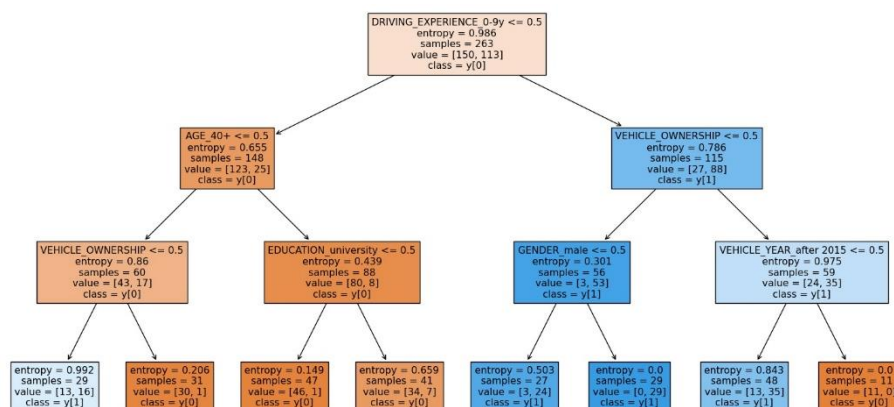 DRIVING_EXPERIENCE_0-9y <= 0.5
entropy = 0.986
samples = 263
value = [150, 113]
class = y[0]
AGE_40+ <= 0.5
entropy = 0.655
samples = 148
value = [123, 25]
class = y[0]
VEHICLE_OWNERSHIP <= 0.5
entropy = 0.786
samples = 115
value = [27, 88]
class = y[1]
VEHICLE_OWNERSHIP <= 0.5
entropy = 0.86
samples = 60
value = [43, 17]
class = y[0]
EDUCATION_university <= 0.5
entropy = 0.439
samples = 88
value = [80, 8]
class = y[0]
GENDER_male <= 0.5
entropy = 0.301
samples = 56
value = [3, 53]
class = y[1]
VEHICLE_YEAR_after 2015 <= 0.5
entropy = 0.975
samples = 59
value = [24, 35]
class = y[1]
entropy = 0.992
samples = 29
value = [13, 16]
class = y[1]
entropy = 0.206
samples = 31
value = [30, 1]
class = y[0]
entropy = 0.149
samples = 47
value = [46, 1]
class = y[0]
entropy = 0.659
samples = 41
value = [34, 7]
class = y[0]
entropy = 0.503
samples = 27
value = [3, 24]
class = y[1]
entropy = 0.0
samples = 29
value = [0, 29]
class = y[1]
entropy = 0.843
samples = 48
value = [13, 35]
class = y[1]
entropy = 0.0
samples = 11
value = [11, 0]
class = y[0]